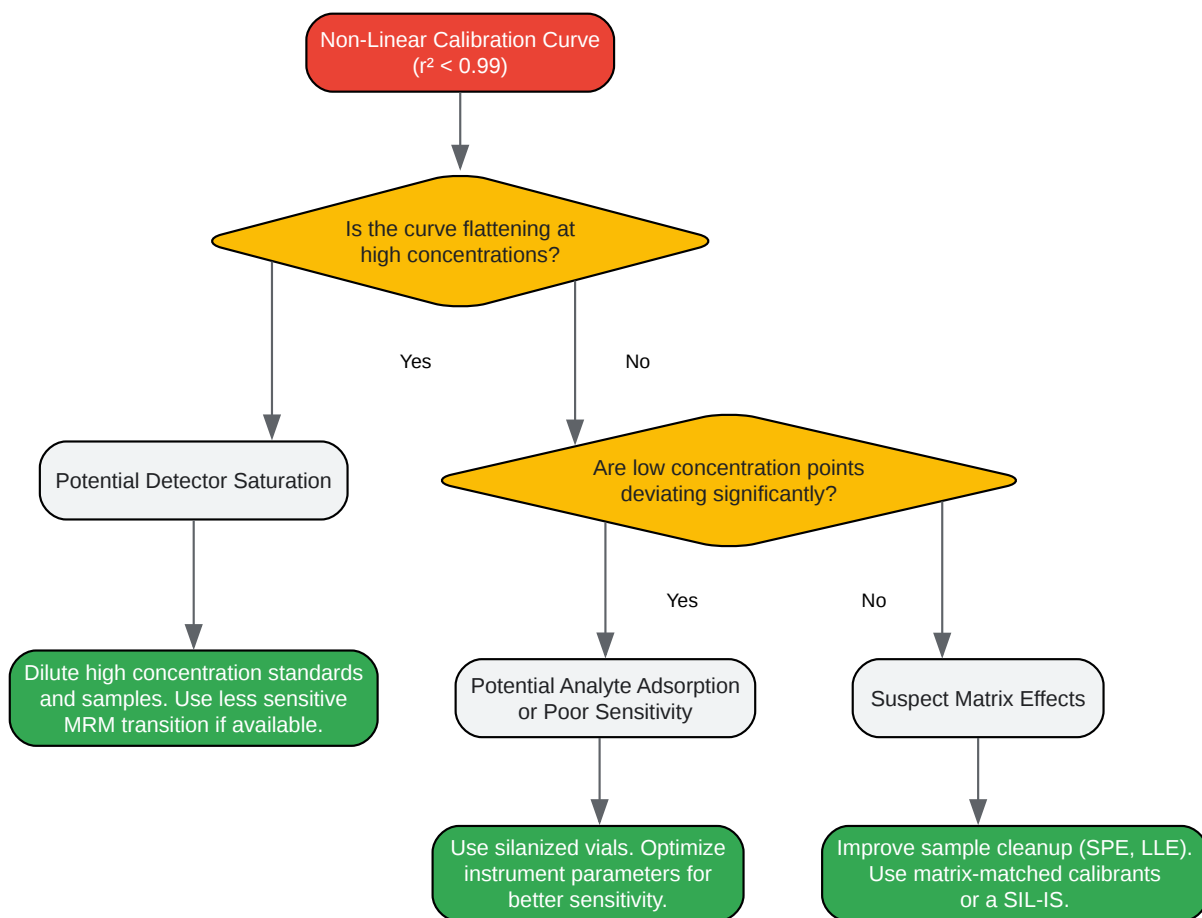 Non-Linear Calibration Curve
(r² < 0.99)
Is the curve flattening at
high concentrations?
Yes
No
Potential Detector Saturation
Are low concentration points
deviating significantly?
Yes
No
Dilute high concentration standards
and samples. Use less sensitive
MRM transition if available.
Potential Analyte Adsorption
or Poor Sensitivity
Suspect Matrix Effects
Use silanized vials. Optimize
instrument parameters for
better sensitivity.
Improve sample cleanup (SPE, LLE).
Use matrix-matched calibrants
or a SIL-IS.